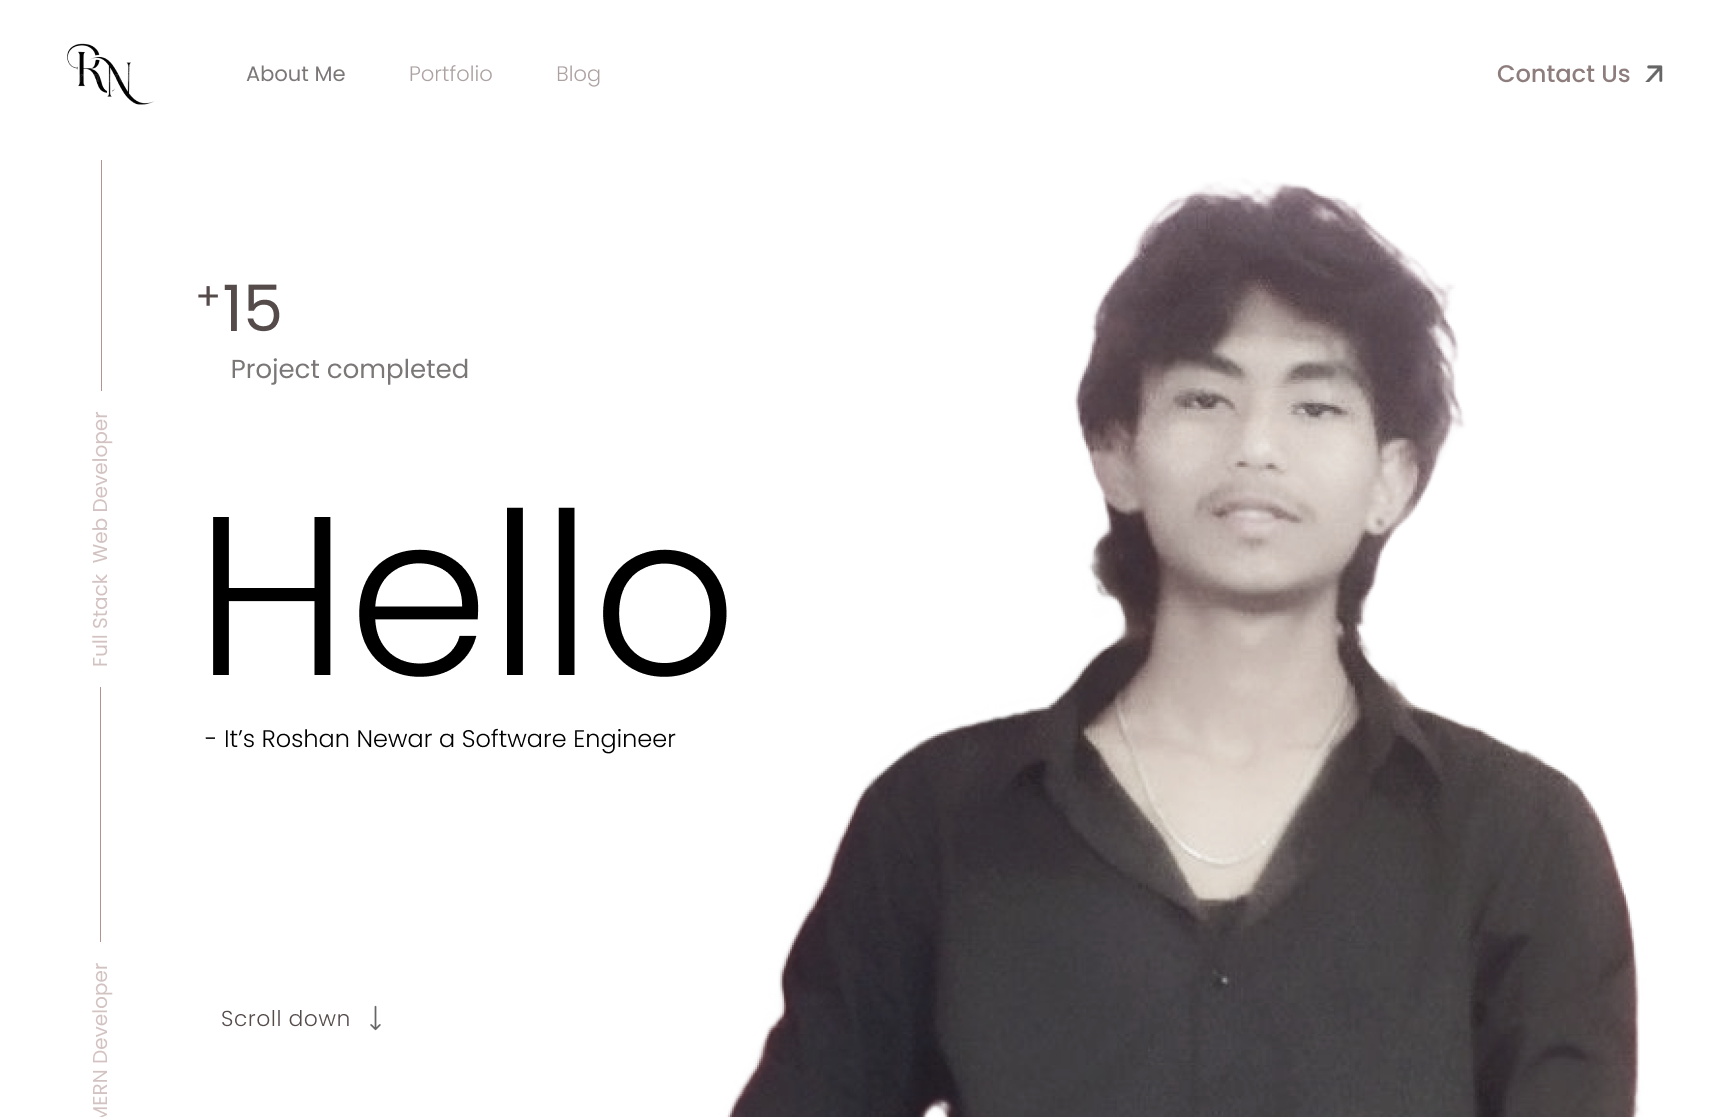 RN
About Me
Portfolio
Blog
Contact Us
+15
Project completed
Full Stack Web Developer
Hello
- It’s Roshan Newar a Software Engineer
MERN Developer
Scroll down